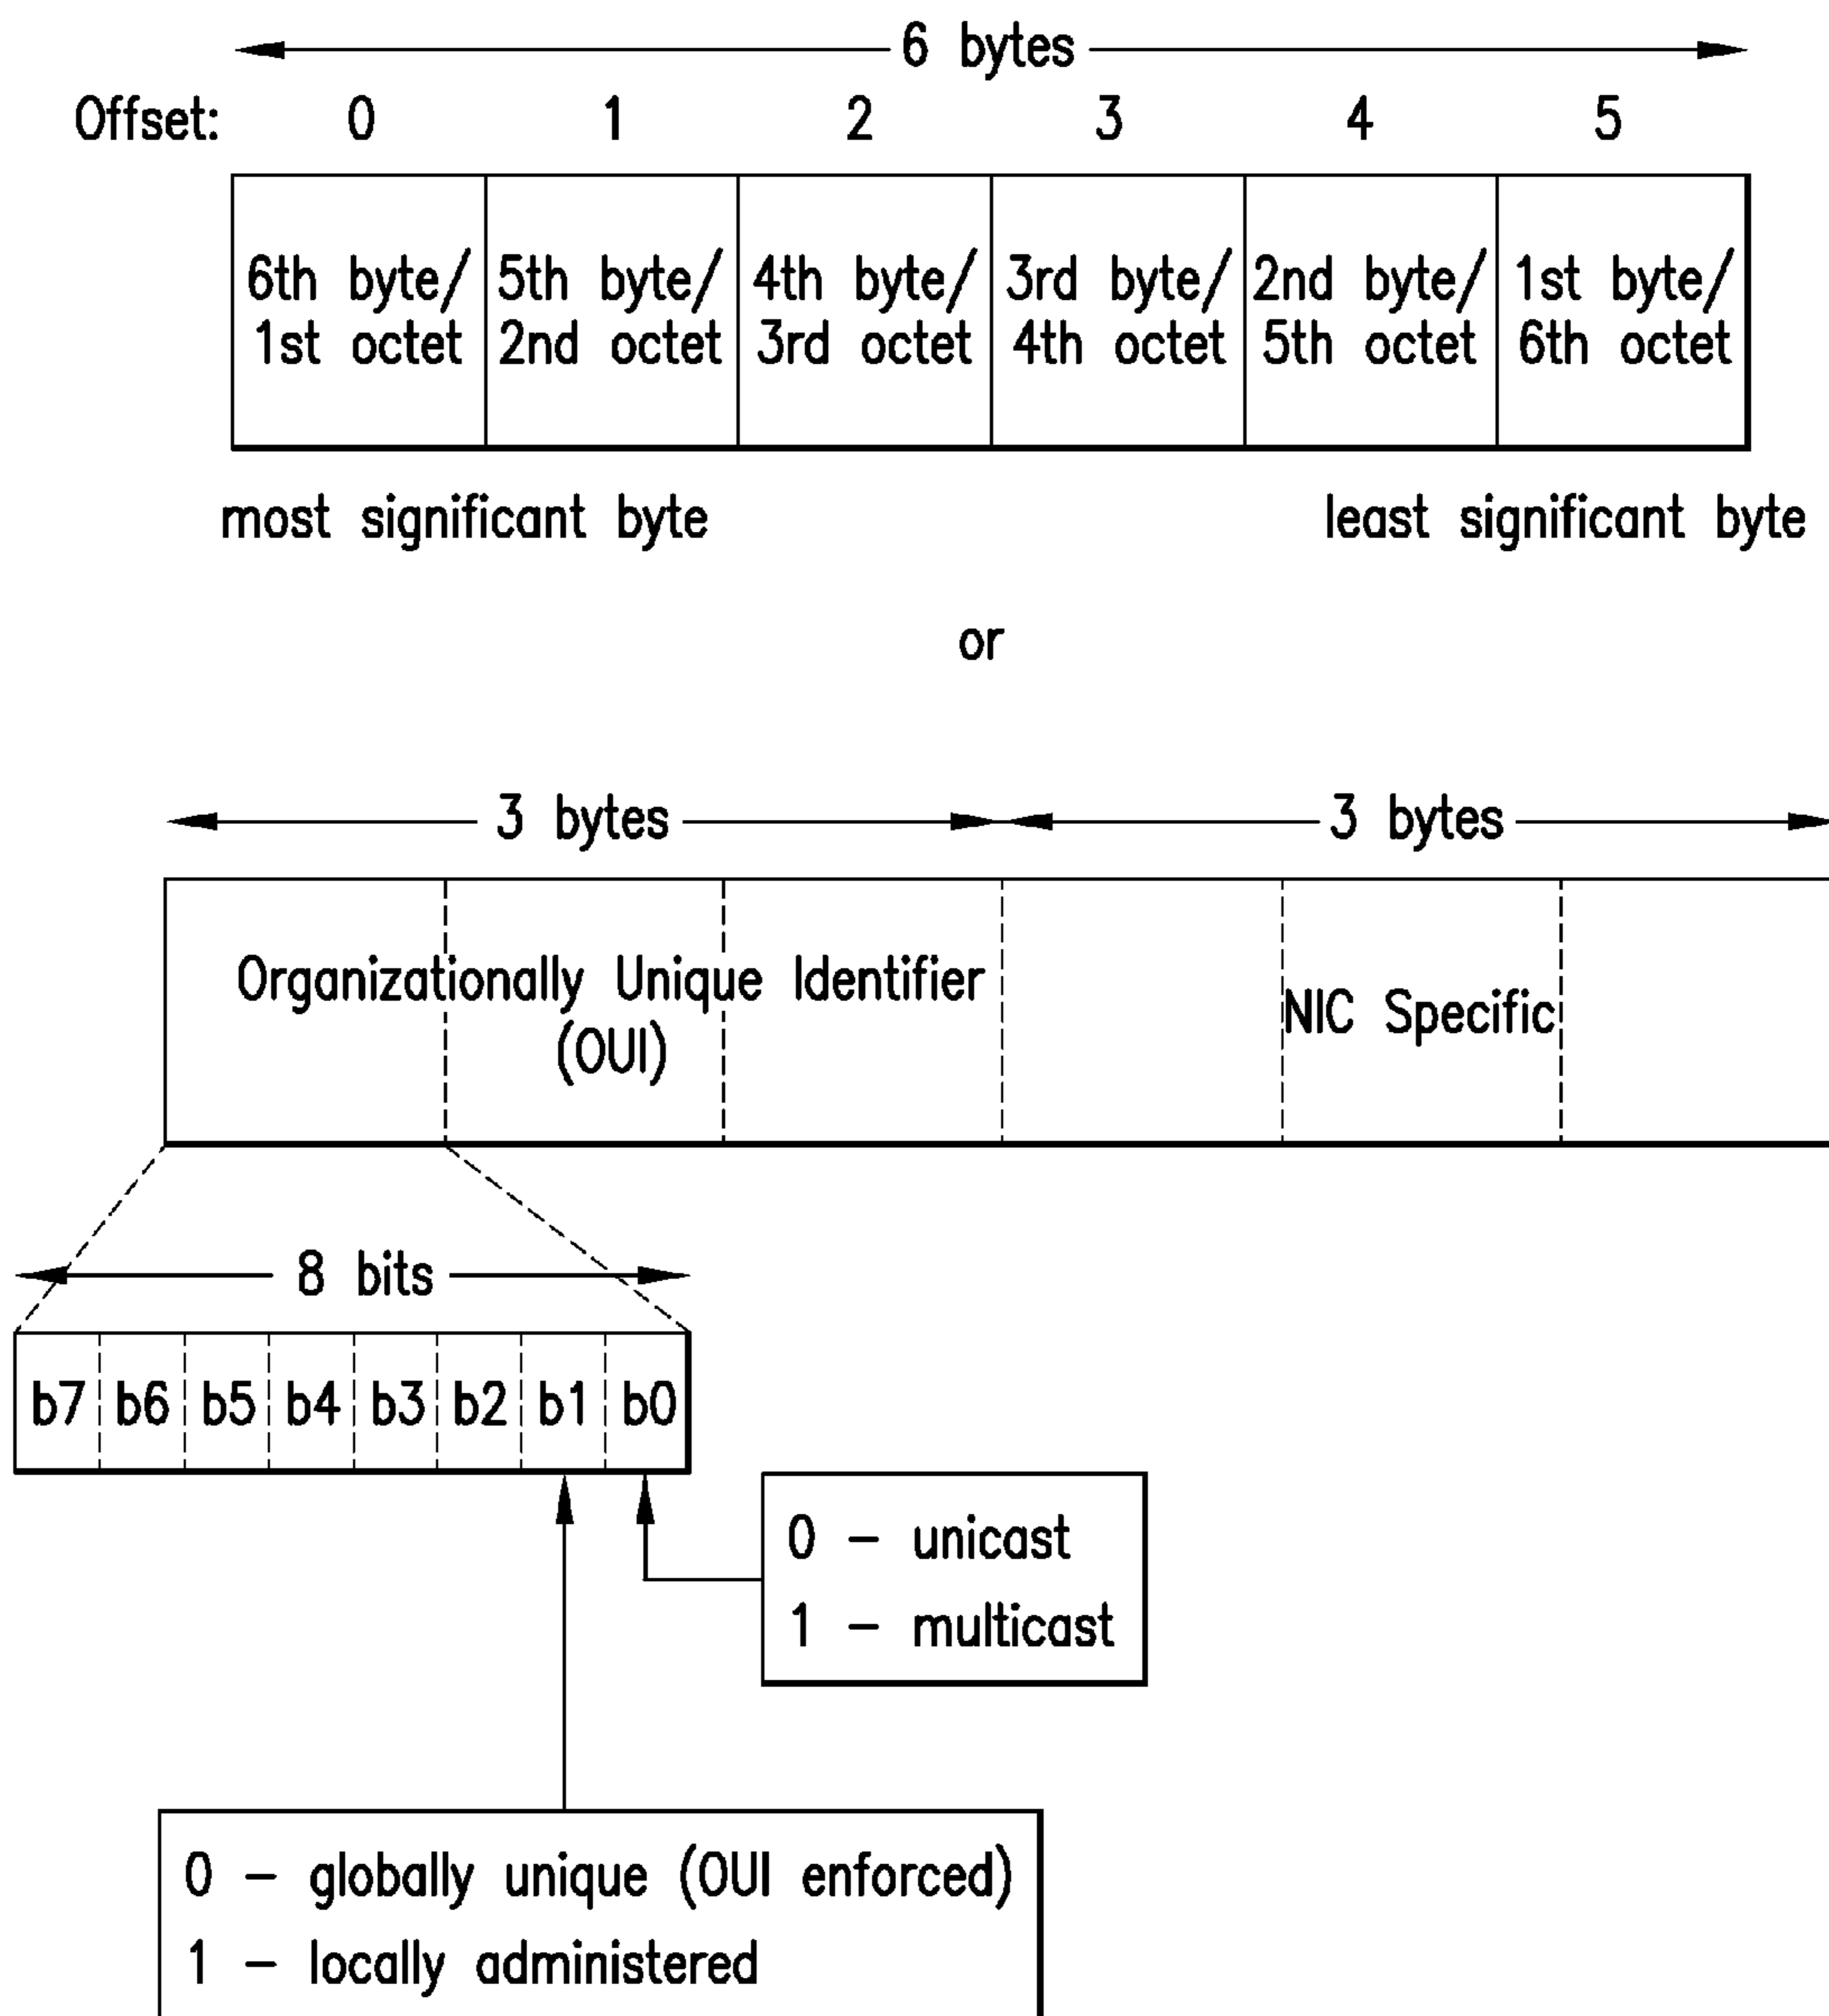 6 bytes
Offset: 0 1 2 3 4 5
6th byte/ 5th byte/ 4th byte/ 3rd byte/ 2nd byte/ 1st byte/
1st octet 2nd octet 3rd octet 4th octet 5th octet 6th octet
most significant byte least significant byte
or
3 bytes 3 bytes
Organizationally Unique Identifier
(OUI)
NIC Specific
8 bits
b7 b6 b5 b4 b3 b2 b1 b0
0 – unicast
1 – multicast
0 – globally unique (OUI enforced)
1 – locally administered